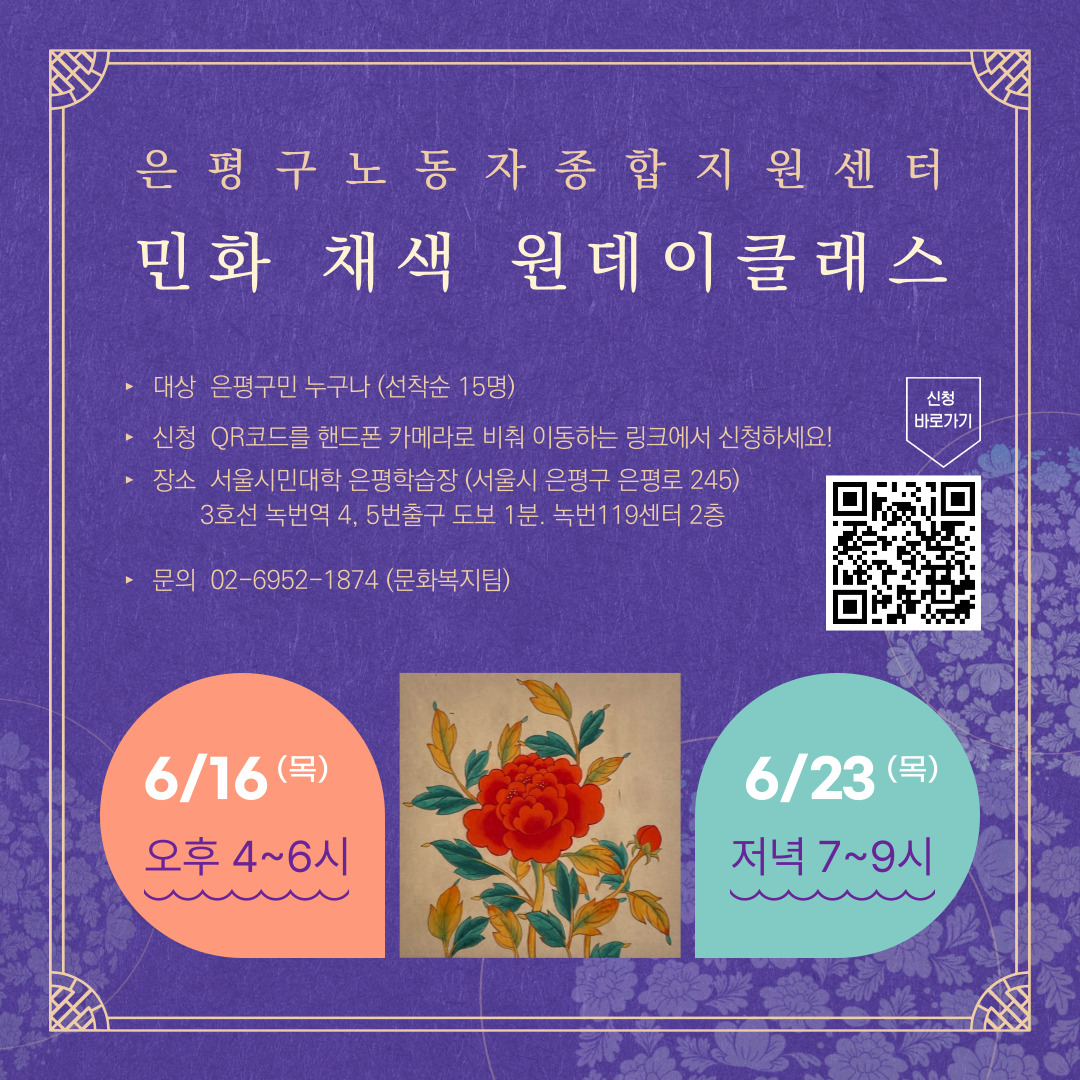 은평구노동자종합지원센터
민화 채색 원데이클래스
▸ 대상 은평구민 누구나 (선착순 15명)
▸ 신청 QR코드를 핸드폰 카메라로 비춰 이동하는 링크에서 신청하세요!
▸ 장소 서울시민대학 은평학습장 (서울시 은평구 은평로 245)
3호선 녹번역 4, 5번출구 도보 1분. 녹번119센터 2층
▸ 문의 02-6952-1874 (문화복지팀)
신청
바로가기
6/16 (목)
오후 4~6시
6/23 (목)
저녁 7~9시